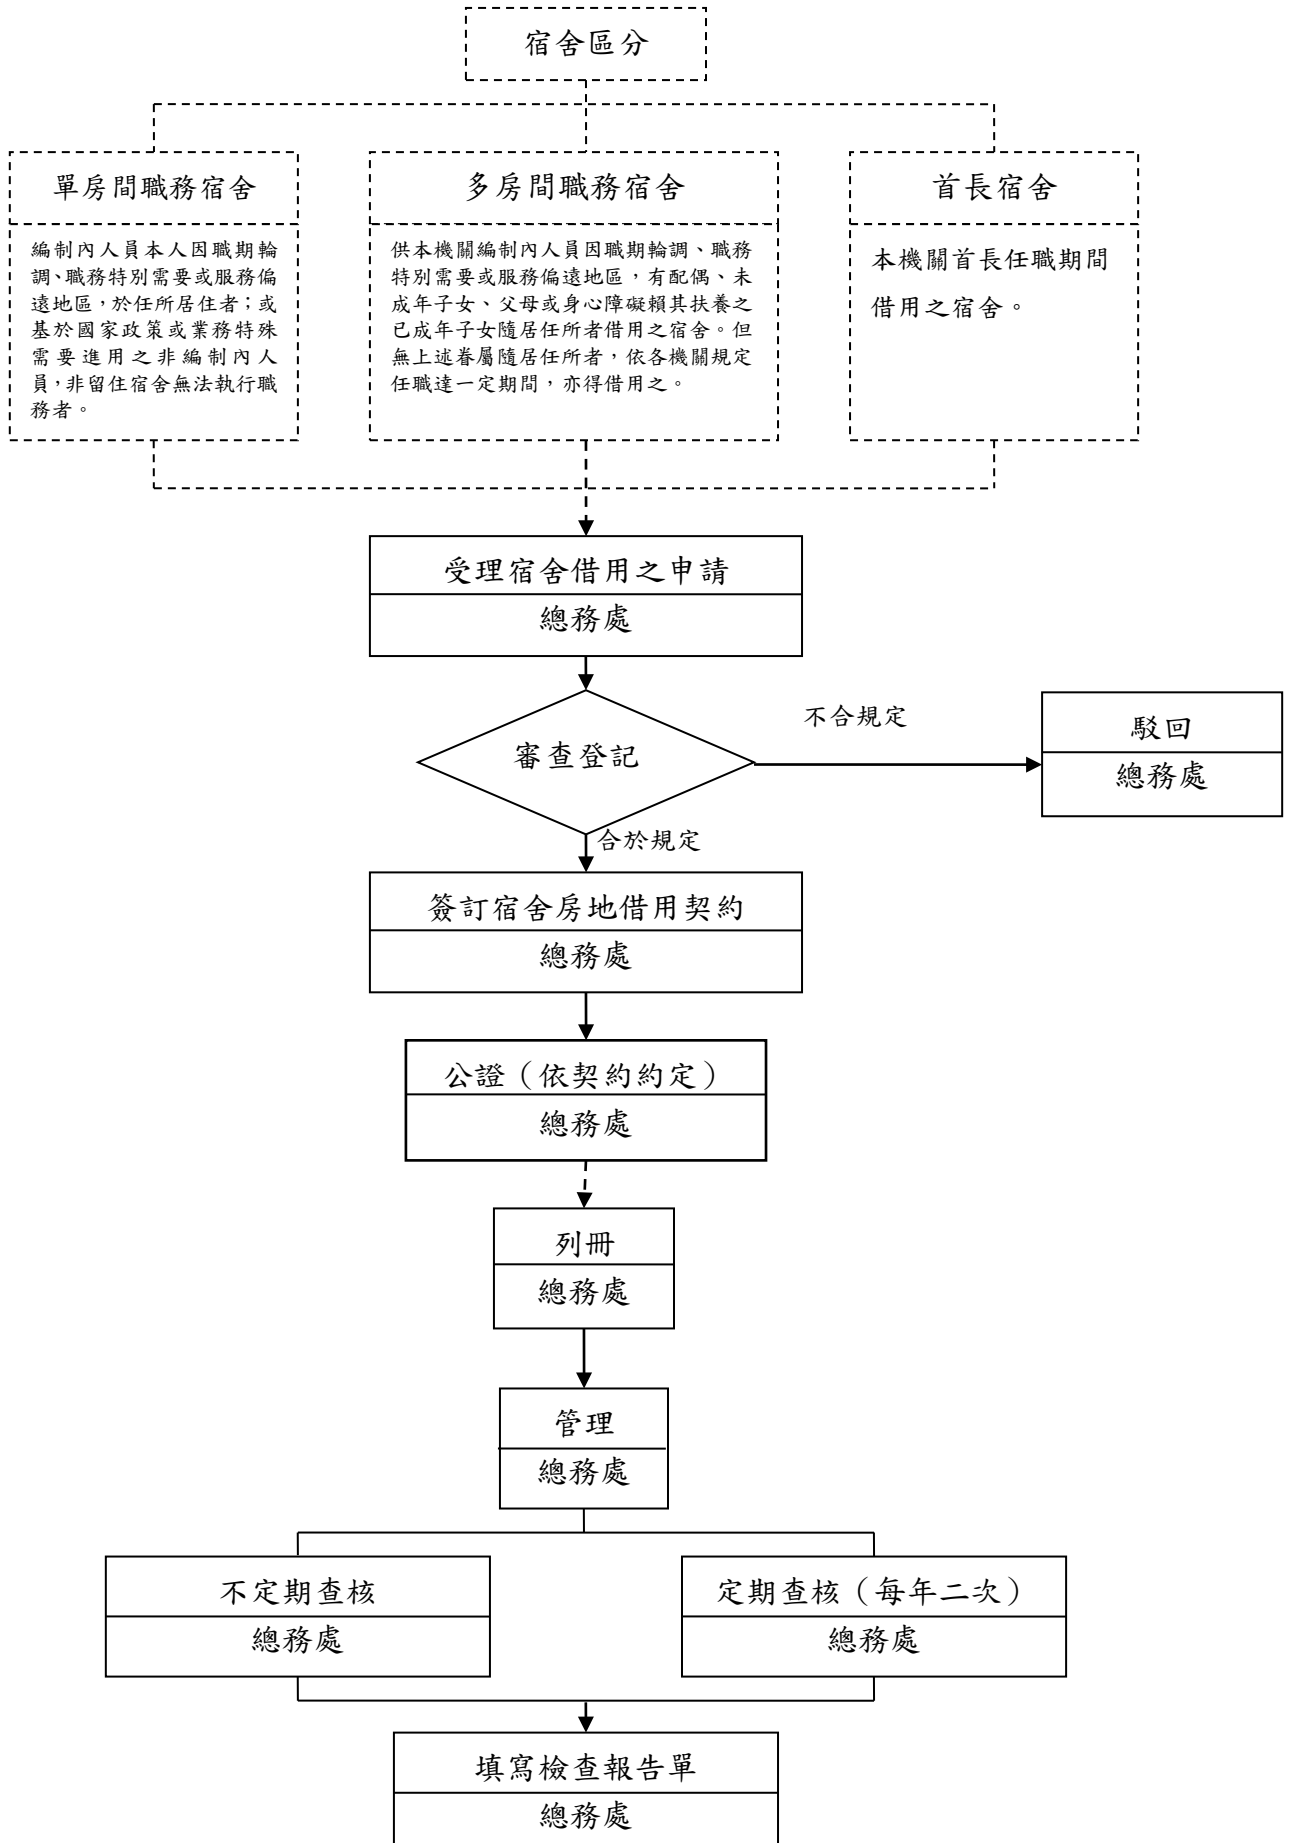 宿舍區分
單房間職務宿舍
編制內人員本人因職期輪
調、職務特別需要或服務偏
遠地區，於任所居住者；或
基於國家政策或業務特殊
需要進用之非編制內人
員，非留住宿舍無法執行職
務者。
多房間職務宿舍
供本機關編制內人員因職期輪調、職務
特別需要或服務偏遠地區，有配偶、未
成年子女、父母或身心障礙賴其扶養之
已成年子女隨居任所者借用之宿舍。但
無上述眷屬隨居任所者，依各機關規定
任職達一定期間，亦得借用之。
首長宿舍
本機關首長任職期間
借用之宿舍。
受理宿舍借用之申請
總務處
審查登記
不合規定
駁回
總務處
合於規定
簽訂宿舍房地借用契約
總務處
公證（依契約約定）
總務處
列冊
總務處
管理
總務處
不定期查核
總務處
定期查核（每年二次）
總務處
填寫檢查報告單
總務處